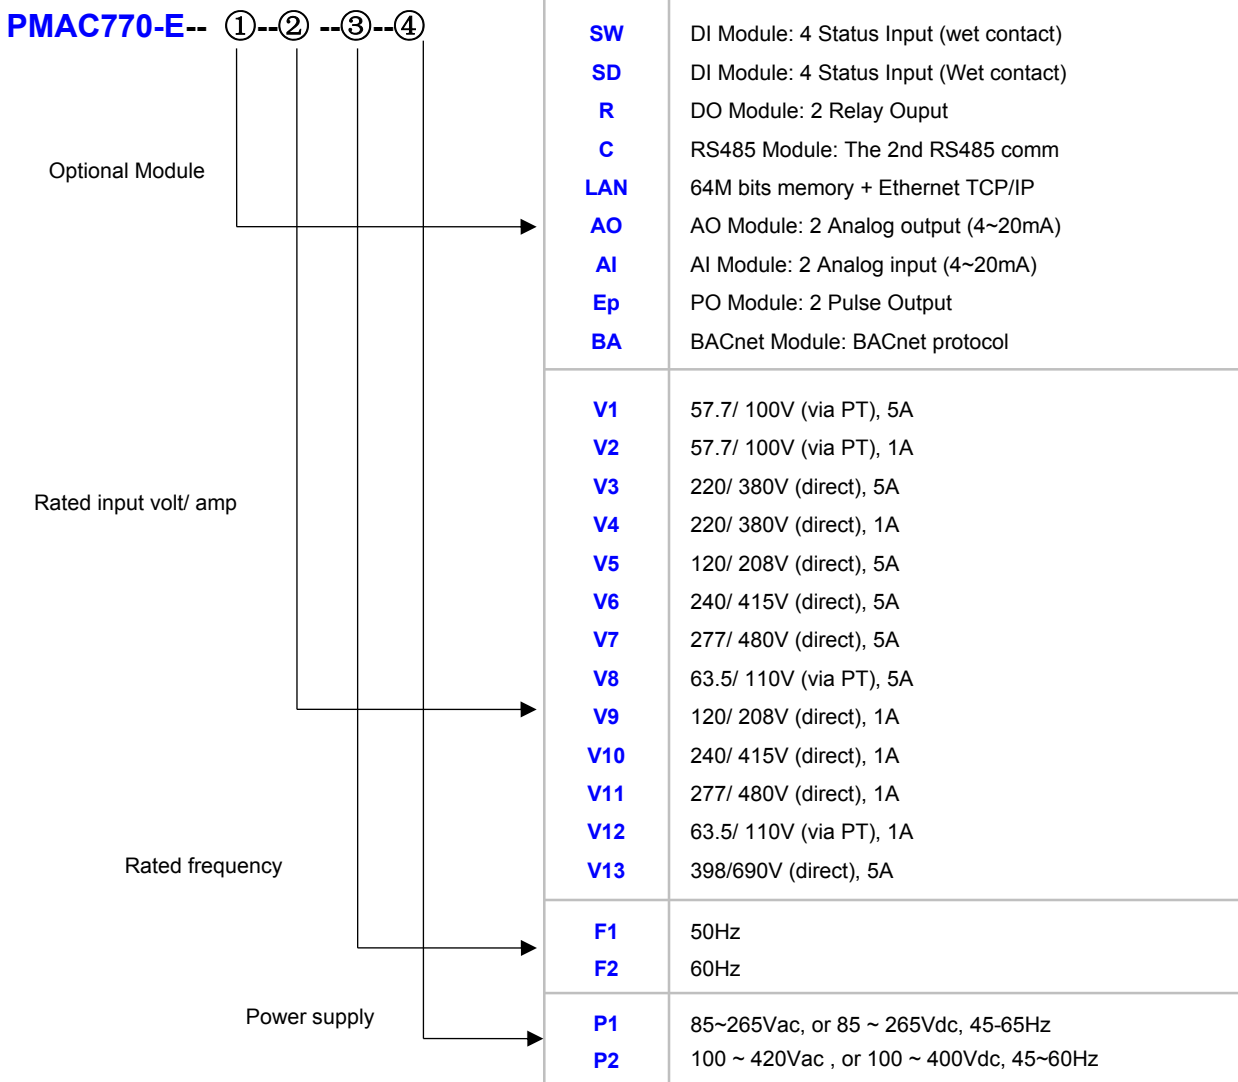 PMAC770-E-- ①--② --③--④
Optional Module
SW DI Module: 4 Status Input (wet contact)
SD DI Module: 4 Status Input (Wet contact)
R DO Module: 2 Relay Ouput
C RS485 Module: The 2nd RS485 comm
LAN 64M bits memory + Ethernet TCP/IP
AO AO Module: 2 Analog output (4~20mA)
AI AI Module: 2 Analog input (4~20mA)
Ep PO Module: 2 Pulse Output
BA BACnet Module: BACnet protocol
Rated input volt/ amp
V1 57.7/ 100V (via PT), 5A
V2 57.7/ 100V (via PT), 1A
V3 220/ 380V (direct), 5A
V4 220/ 380V (direct), 1A
V5 120/ 208V (direct), 5A
V6 240/ 415V (direct), 5A
V7 277/ 480V (direct), 5A
V8 63.5/ 110V (via PT), 5A
V9 120/ 208V (direct), 1A
V10 240/ 415V (direct), 1A
V11 277/ 480V (direct), 1A
V12 63.5/ 110V (via PT), 1A
V13 398/690V (direct), 5A
Rated frequency
F1 50Hz
F2 60Hz
Power supply
P1 85~265Vac, or 85 ~ 265Vdc, 45-65Hz
P2 100 ~ 420Vac , or 100 ~ 400Vdc, 45~60Hz